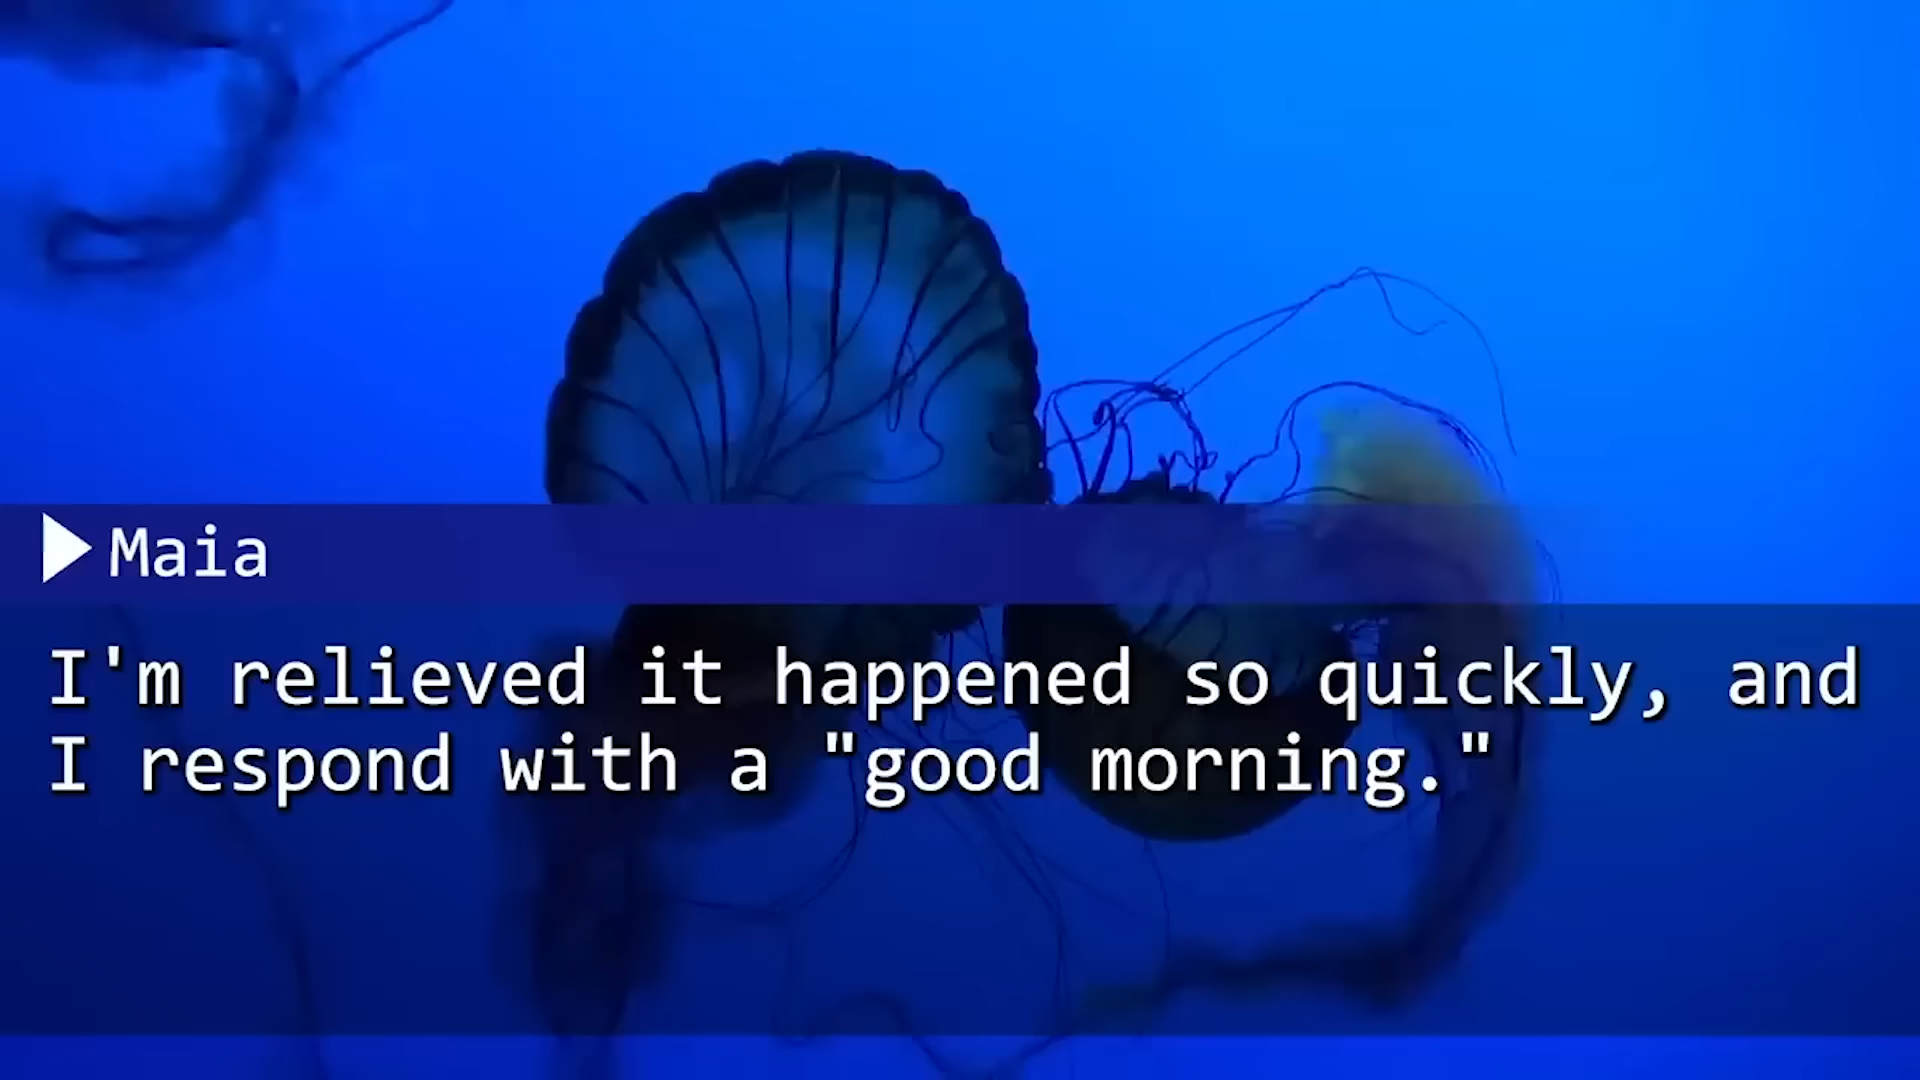 Maia
I'm relieved it happened so quickly, and
I respond with a "good morning."